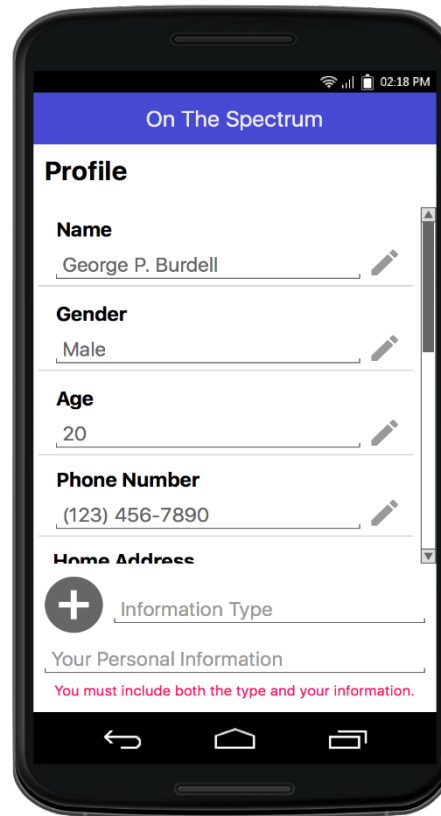 02:18 PM
On The Spectrum
Profile
Name
George P. Burdell
Gender
Male
Age
20
Phone Number
(123) 456-7890
Home Address
Information Type
Your Personal Information
You must include both the type and your information.